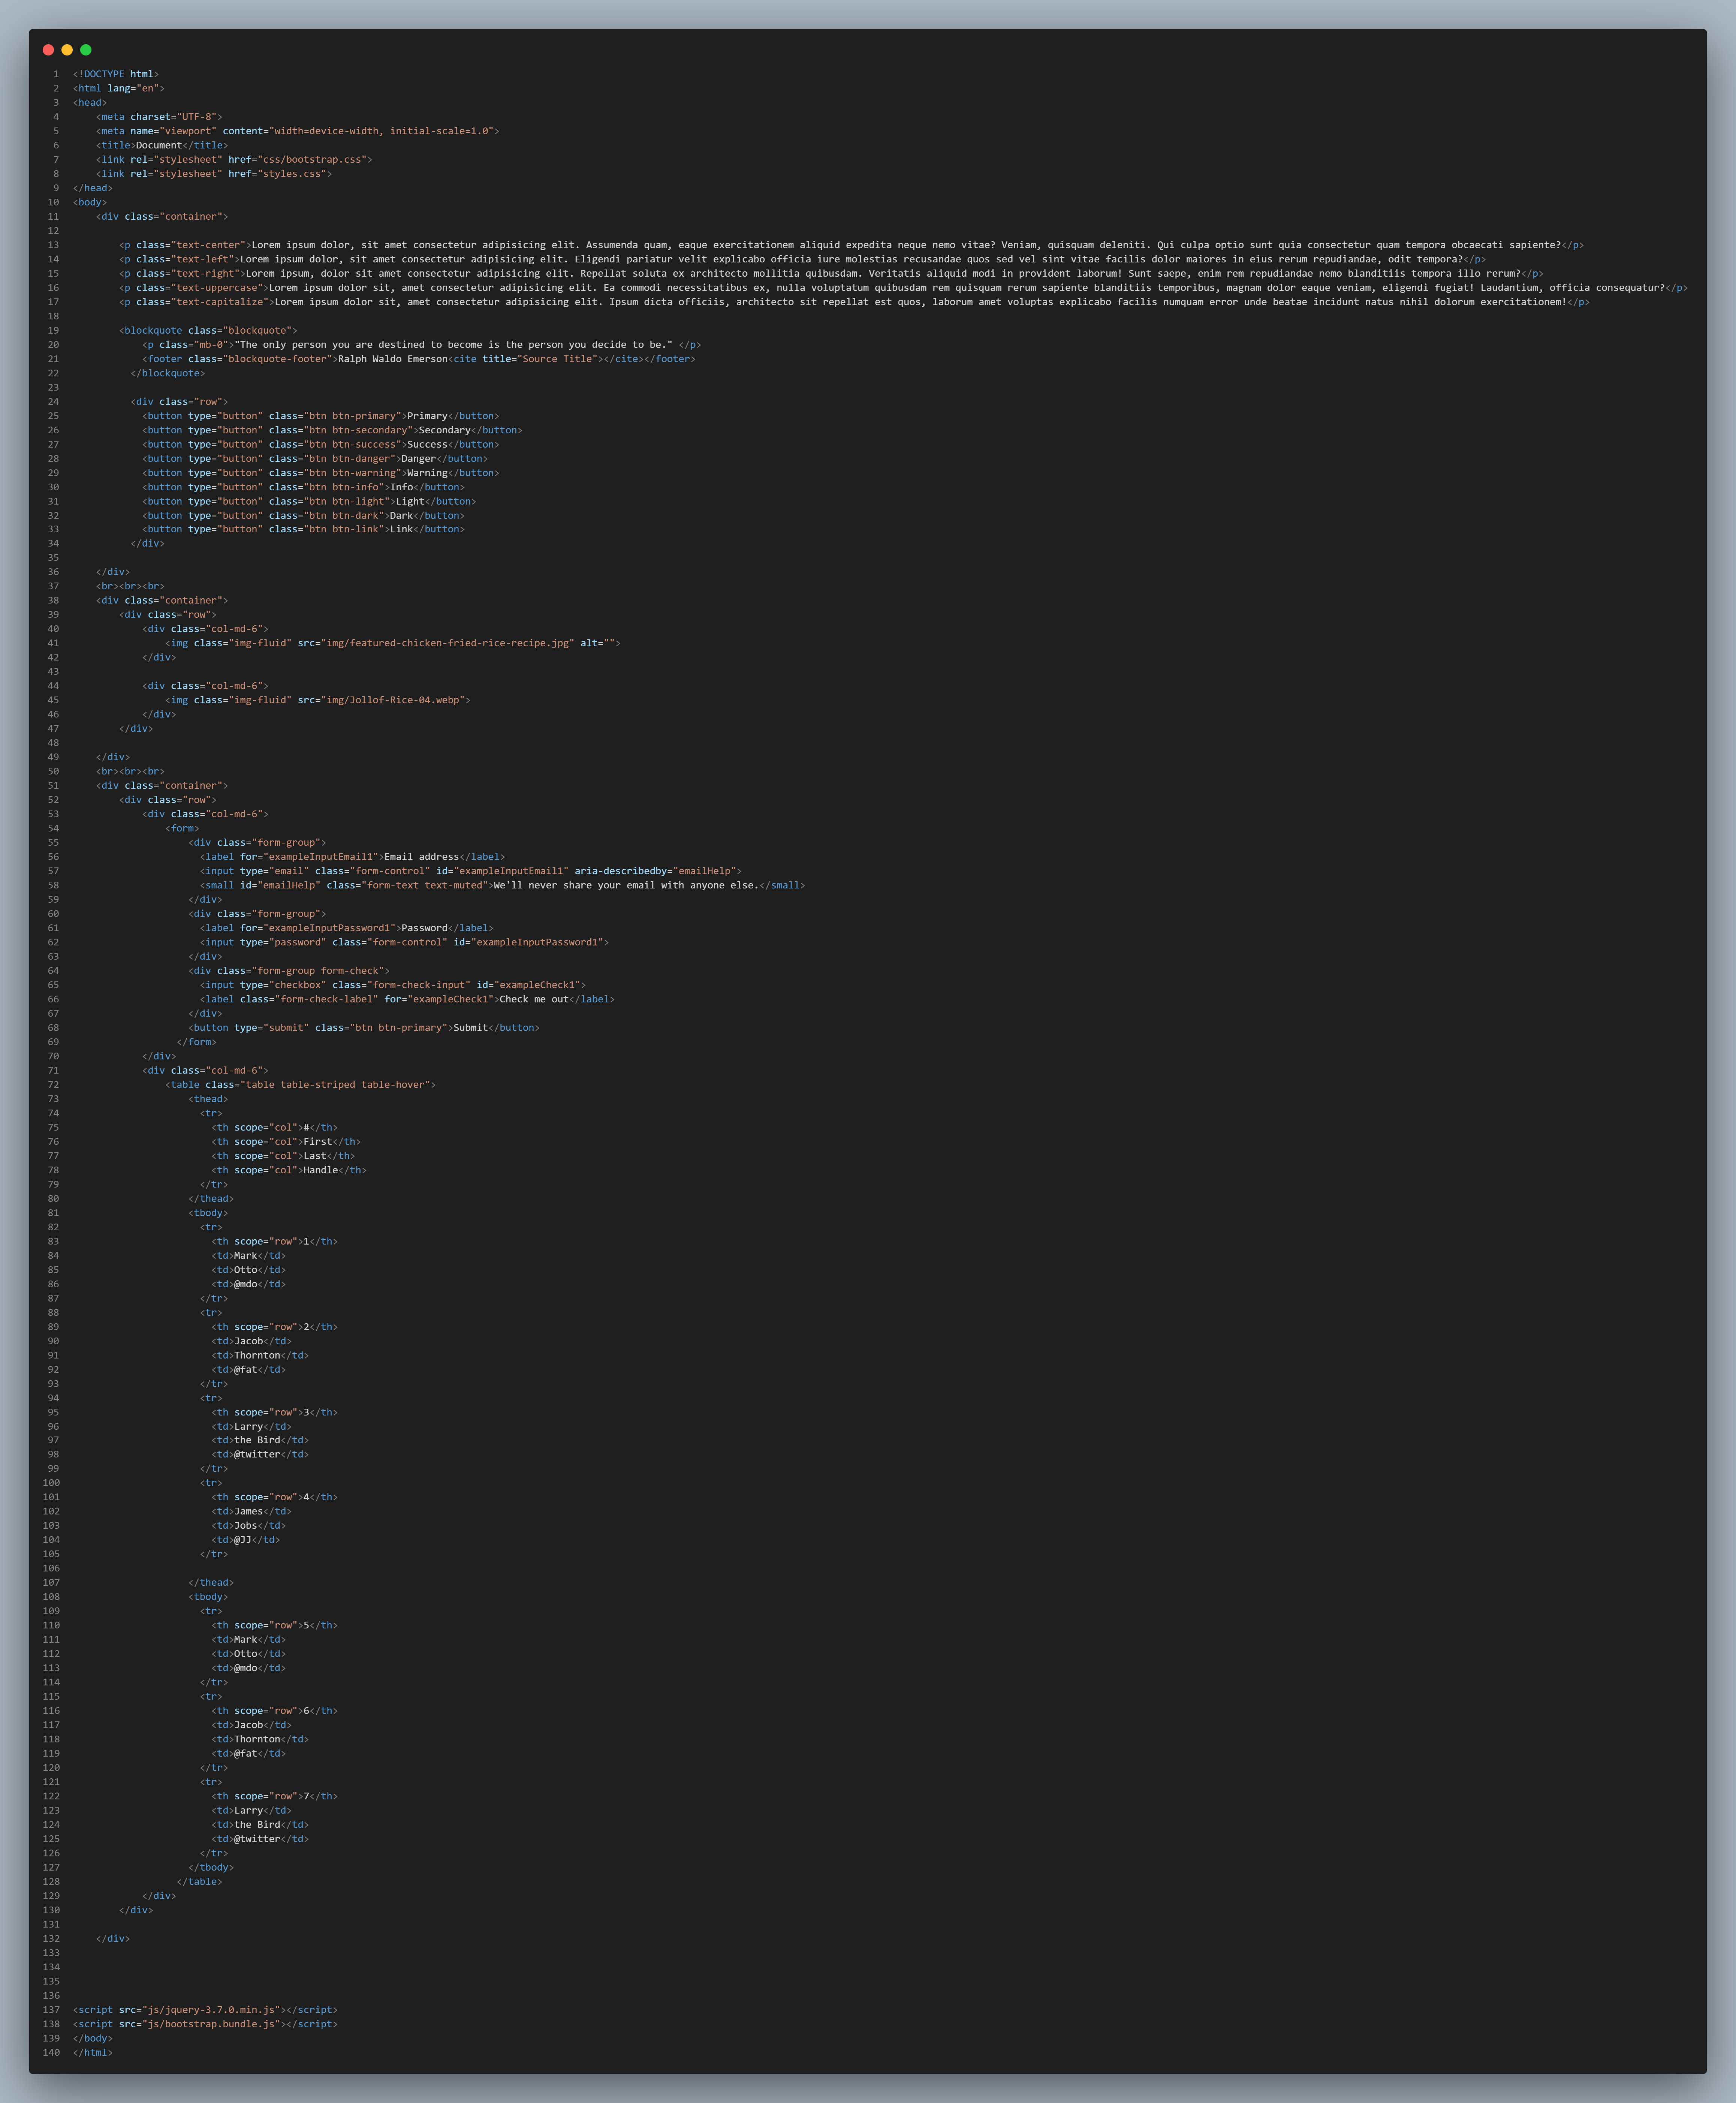 1 <!DOCTYPE html>
2 <html lang="en">
3 <head>
4     <meta charset="UTF-8">
5     <meta name="viewport" content="width=device-width, initial-scale=1.0">
6     <title>Document</title>
7     <link rel="stylesheet" href="css/bootstrap.css">
8     <link rel="stylesheet" href="styles.css">
9 </head>
10 <body>
11     <div class="container">
12
13         <p class="text-center">Lorem ipsum dolor, sit amet consectetur adipisicing elit. Assumenda quam, eaque exercitationem aliquid expedita neque nemo vitae? Veniam, quisquam deleniti. Qui culpa optio sunt quia consectetur quam tempora obcaecati sapiente?</p>
14         <p class="text-left">Lorem ipsum dolor, sit amet consectetur adipisicing elit. Eligendi pariatur velit explicabo officia iure molestias recusandae quos sed vel sint vitae facilis dolor maiores in eius rerum repudiandae, odit tempora?</p>
15         <p class="text-right">Lorem ipsum, dolor sit amet consectetur adipisicing elit. Repellat soluta ex architecto mollitia quibusdam. Veritatis aliquid modi in provident laborum! Sunt saepe, enim rem repudiandae nemo blanditiis tempora illo rerum?</p>
16         <p class="text-uppercase">Lorem ipsum dolor sit, amet consectetur adipisicing elit. Ea commodi necessitatibus ex, nulla voluptatum quibusdam rem quisquam rerum sapiente blanditiis temporibus, magnam dolor eaque veniam, eligendi fugiat! Laudantium, officia consequatur?</p>
17         <p class="text-capitalize">Lorem ipsum dolor sit, amet consectetur adipisicing elit. Ipsum dicta officiis, architecto sit repellat est quos, laborum amet voluptas explicabo facilis numquam error unde beatae incidunt natus nihil dolorum exercitationem!</p>
18
19         <blockquote class="blockquote">
20             <p class="mb-0">"The only person you are destined to become is the person you decide to be." </p>
21             <footer class="blockquote-footer">Ralph Waldo Emerson<cite title="Source Title"></cite></footer>
22           </blockquote>
23
24           <div class="row">
25             <button type="button" class="btn btn-primary">Primary</button>
26             <button type="button" class="btn btn-secondary">Secondary</button>
27             <button type="button" class="btn btn-success">Success</button>
28             <button type="button" class="btn btn-danger">Danger</button>
29             <button type="button" class="btn btn-warning">Warning</button>
30             <button type="button" class="btn btn-info">Info</button>
31             <button type="button" class="btn btn-light">Light</button>
32             <button type="button" class="btn btn-dark">Dark</button>
33             <button type="button" class="btn btn-link">Link</button>
34           </div>
35
36     </div>
37     <br><br><br>
38     <div class="container">
39         <div class="row">
40             <div class="col-md-6">
41                 <img class="img-fluid" src="img/featured-chicken-fried-rice-recipe.jpg" alt="">
42             </div>
43
44             <div class="col-md-6">
45                 <img class="img-fluid" src="img/Jollof-Rice-04.webp">
46             </div>
47         </div>
48
49     </div>
50     <br><br><br>
51     <div class="container">
52         <div class="row">
53             <div class="col-md-6">
54                 <form>
55                     <div class="form-group">
56                       <label for="exampleInputEmail1">Email address</label>
57                       <input type="email" class="form-control" id="exampleInputEmail1" aria-describedby="emailHelp">
58                       <small id="emailHelp" class="form-text text-muted">We'll never share your email with anyone else.</small>
59                     </div>
60                     <div class="form-group">
61                       <label for="exampleInputPassword1">Password</label>
62                       <input type="password" class="form-control" id="exampleInputPassword1">
63                     </div>
64                     <div class="form-group form-check">
65                       <input type="checkbox" class="form-check-input" id="exampleCheck1">
66                       <label class="form-check-label" for="exampleCheck1">Check me out</label>
67                     </div>
68                     <button type="submit" class="btn btn-primary">Submit</button>
69                   </form>
70             </div>
71             <div class="col-md-6">
72                 <table class="table table-striped table-hover">
73                     <thead>
74                       <tr>
75                         <th scope="col">#</th>
76                         <th scope="col">First</th>
77                         <th scope="col">Last</th>
78                         <th scope="col">Handle</th>
79                       </tr>
80                     </thead>
81                     <tbody>
82                       <tr>
83                         <th scope="row">1</th>
84                         <td>Mark</td>
85                         <td>Otto</td>
86                         <td>@mdo</td>
87                       </tr>
88                       <tr>
89                         <th scope="row">2</th>
90                         <td>Jacob</td>
91                         <td>Thornton</td>
92                         <td>@fat</td>
93                       </tr>
94                       <tr>
95                         <th scope="row">3</th>
96                         <td>Larry</td>
97                         <td>the Bird</td>
98                         <td>@twitter</td>
99                       </tr>
100                       <tr>
101                         <th scope="row">4</th>
102                         <td>James</td>
103                         <td>Jobs</td>
104                         <td>@JJ</td>
105                       </tr>
106
107                     </thead>
108                     <tbody>
109                       <tr>
110                         <th scope="row">5</th>
111                         <td>Mark</td>
112                         <td>Otto</td>
113                         <td>@mdo</td>
114                       </tr>
115                       <tr>
116                         <th scope="row">6</th>
117                         <td>Jacob</td>
118                         <td>Thornton</td>
119                         <td>@fat</td>
120                       </tr>
121                       <tr>
122                         <th scope="row">7</th>
123                         <td>Larry</td>
124                         <td>the Bird</td>
125                         <td>@twitter</td>
126                       </tr>
127                     </tbody>
128                   </table>
129             </div>
130         </div>
131
132     </div>
133
134
135
136
137 <script src="js/jquery-3.7.0.min.js"></script>
138 <script src="js/bootstrap.bundle.js"></script>
139 </body>
140 </html>